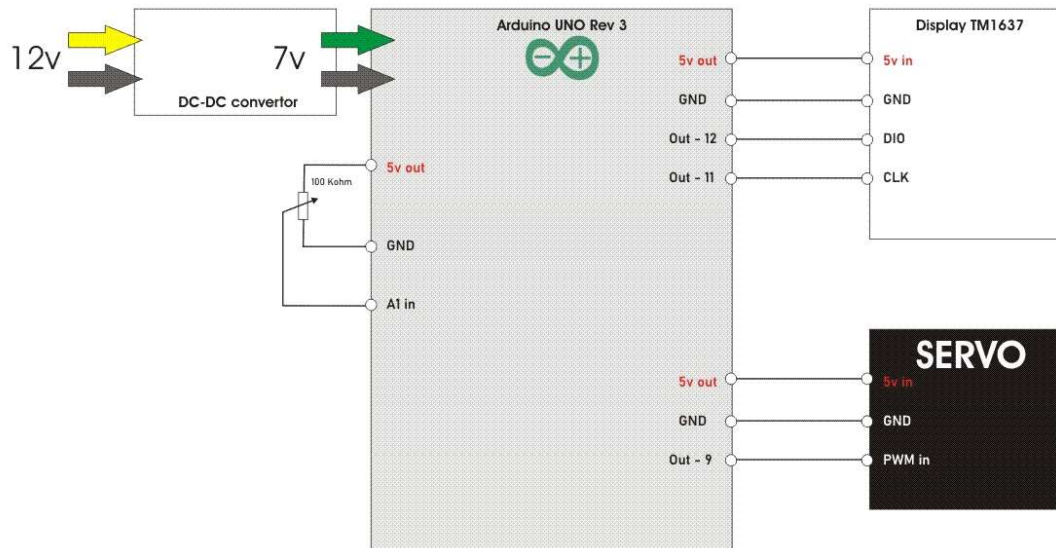 12v
DC-DC convertor
7v
Arduino UNO Rev 3
5v out
GND
Out - 12
Out - 11
Display TM1637
5v in
GND
DIO
CLK
100 Kohm
5v out
GND
A1 in
5v out
GND
Out - 9
SERVO
5v in
GND
PWM in